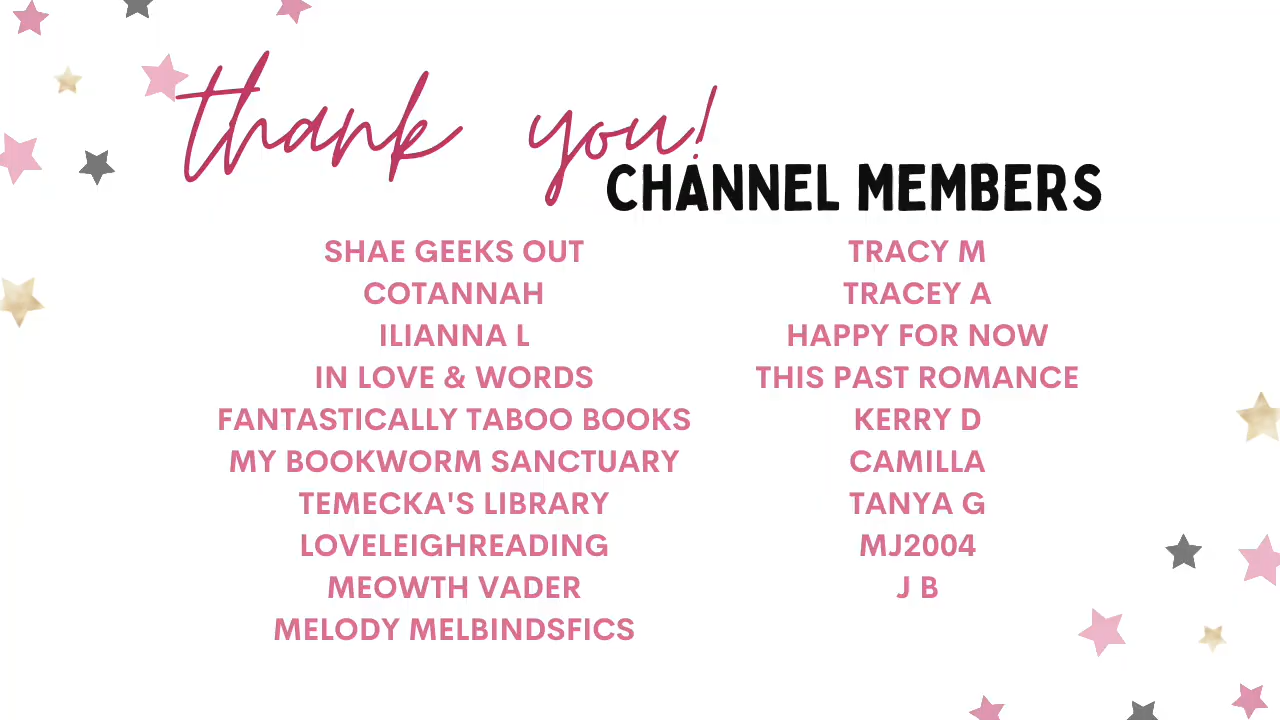 thank you!
CHANNEL MEMBERS
SHAE GEEKS OUT
COTANNAH
ILIANNA L
IN LOVE & WORDS
FANTASTICALLY TABOO BOOKS
MY BOOKWORM SANCTUARY
TEMECKA'S LIBRARY
LOVELEIGHREADING
MEOWTH VADER
MELODY MELBINDSFICS
TRACY M
TRACEY A
HAPPY FOR NOW
THIS PAST ROMANCE
KERRY D
CAMILLA
TANYA G
MJ2004
J B